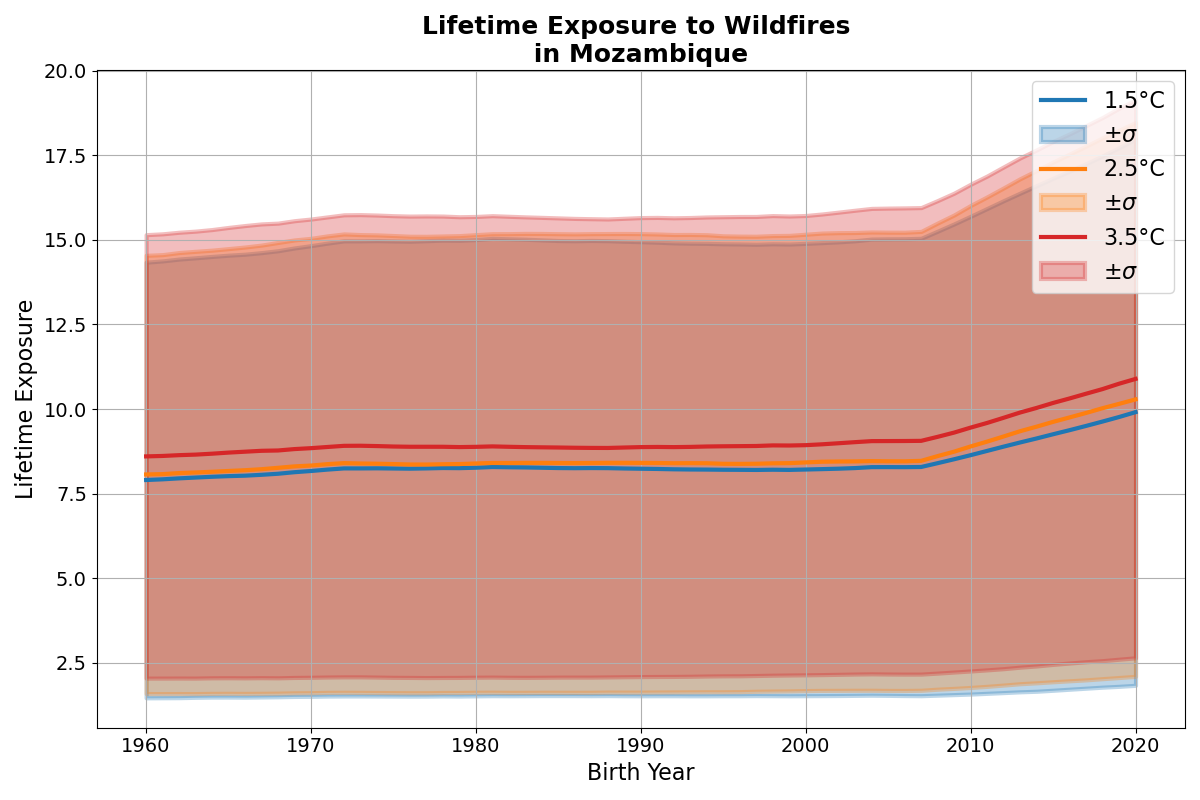 Lifetime Exposure to Wildfires
in Mozambique
20.0
17.5
15.0
12.5
10.0
7.5
5.0
2.5
Lifetime Exposure
1960
1970
1980
1990
2000
2010
2020
Birth Year
1.5°C
±σ
2.5°C
±σ
3.5°C
±σ